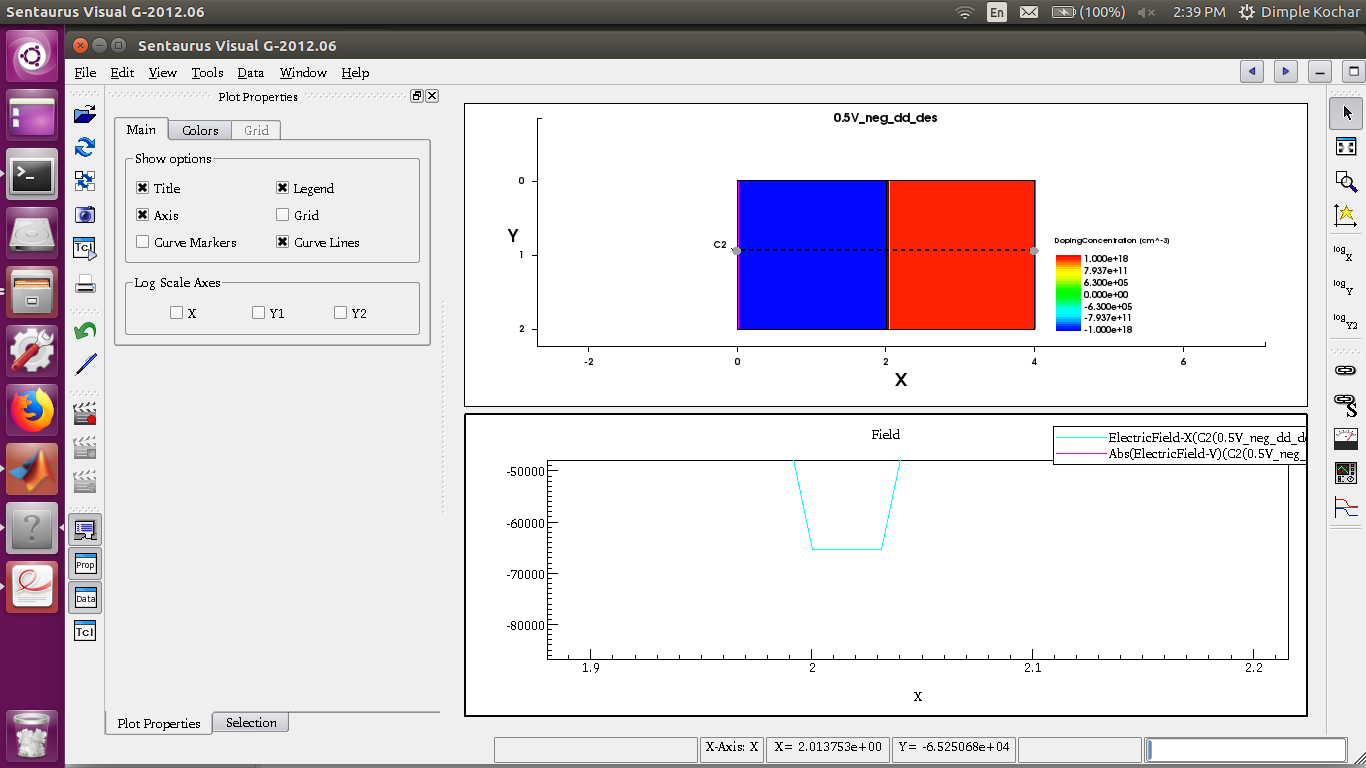 Sentaurus Visual G-2012.06
En
(100%)
2:39 PM
Dimple Kochar
Sentaurus Visual G-2012.06
File Edit View Tools Data Window Help
Plot Properties
Main Colors Grid
Show options
Title Legend
Axis Grid
Curve Markers Curve Lines
Log Scale Axes
X Y1 Y2
Tcl
Prop
Data
Tcl
Plot Properties Selection
0.5V_neg_dd_des
0
Y
C2
1
2
-2 0 2 4 6
X
DopingConcentration (cm^-3)
1.000e+18
7.937e+11
6.300e+05
0.000e+00
-6.300e+05
-7.937e+11
-1.000e+18
Field
ElectricField-X(C2(0.5V_neg_dd_de
Abs(ElectricField-V)(C2(0.5V_neg_
-50000
-60000
-70000
-80000
1.9 2 2.1 2.2
X
log X
log Y
log Y2
S
X-Axis: X
X= 2.013753e+00
Y= -6.525068e+04